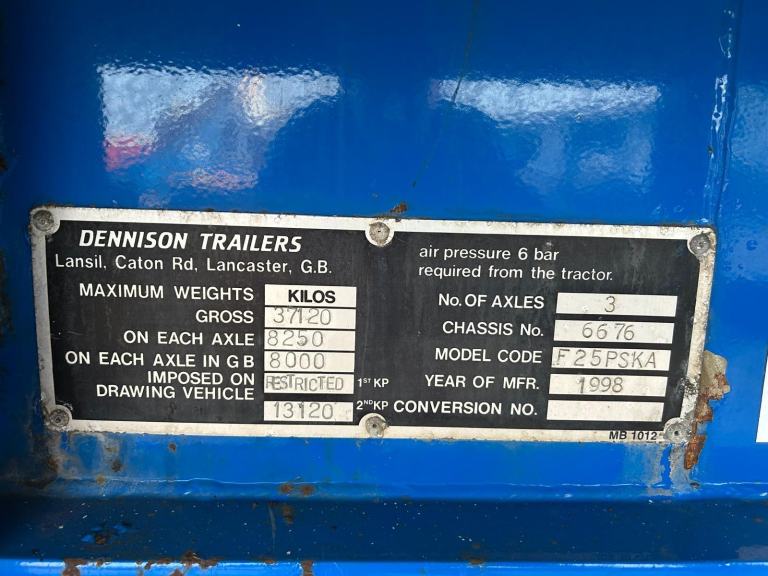 DENNISON TRAILERS
Lansil, Caton Rd, Lancaster, G.B.
MAXIMUM WEIGHTS KILOS
GROSS 37120
ON EACH AXLE 8250
ON EACH AXLE IN GB 8000
IMPOSED ON DRAWING VEHICLE RESTRICTED 1ST KP
13120 2ND KP
air pressure 6 bar
required from the tractor.
No. OF AXLES 3
CHASSIS No. 6676
MODEL CODE F25PSKA
YEAR OF MFR. 1998
CONVERSION NO.
MB 1012